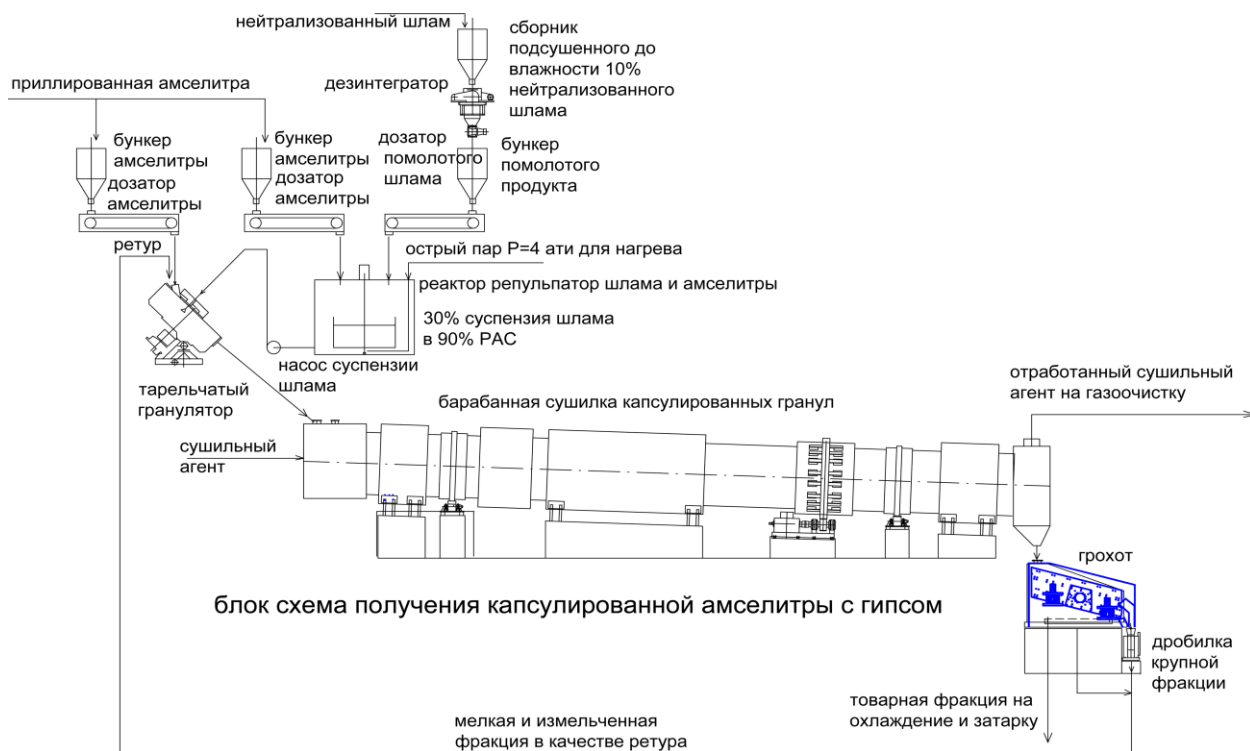 нейтрализованный шлам
сборник
подсушенного до
влажности 10%
нейтрализованного
шлама
приллированная амселитра
дезинтегратор
бункер
амселитры
дозатор
амселитры
бункер
амселитры
дозатор
амселитры
дозатор
помолотого
шлама
бункер
помолотого
продукта
ретур
острый пар Р=4 ати для нагрева
реактор репульпатор шлама и амселитры
30% суспензия шлама
в 90% РАС
насос суспензии
шлама
тарельчатый
гранулятор
барабанная сушилка капсулированных гранул
отработанный сушильный
агент на газоочистку
сушильный
агент
грохот
блок схема получения капсулированной амселитры с гипсом
дробилка
крупной
фракции
товарная фракция на
охлаждение и затарку
мелкая и измельченная
фракция в качестве ретура